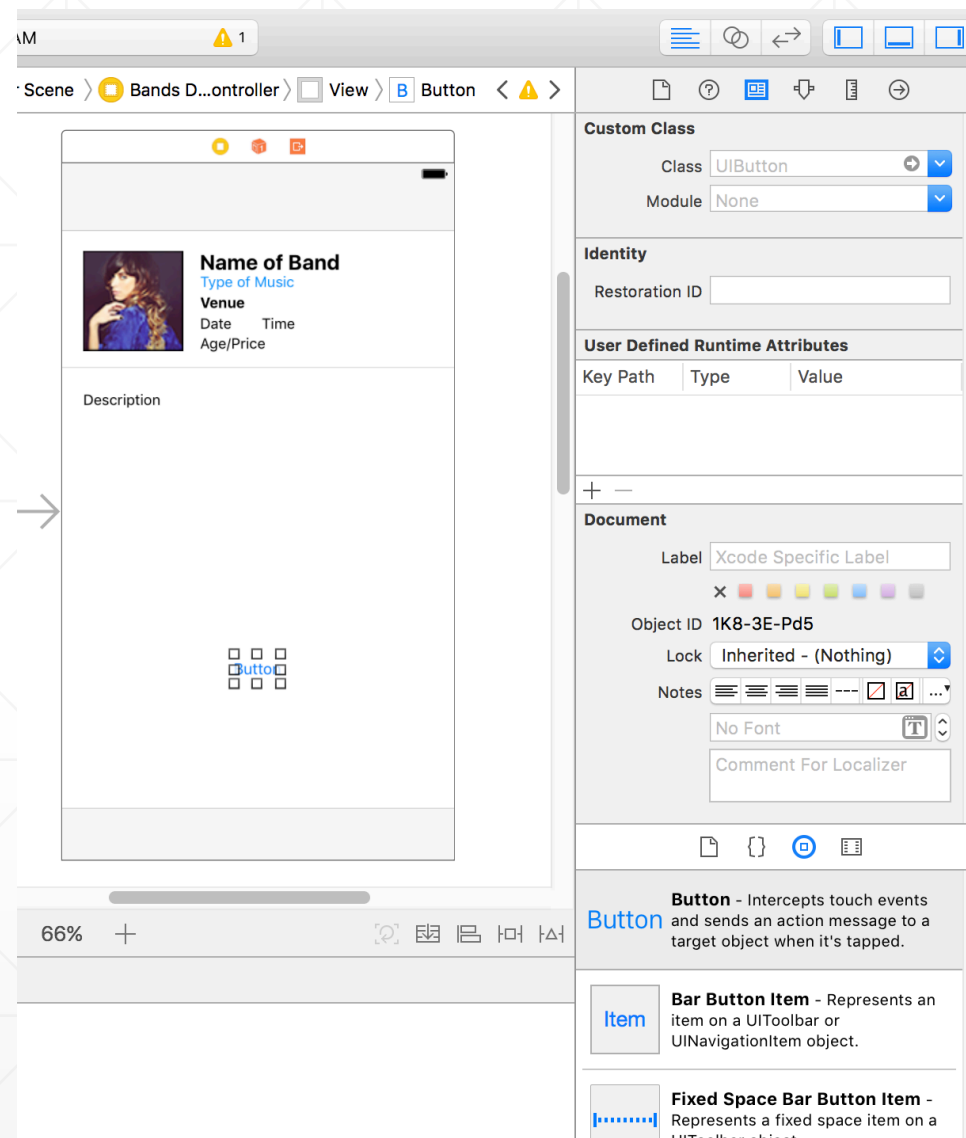 AM
1
Scene
Bands D...ontroller
View
B
Button
Name of Band
Type of Music
Venue
Date
Time
Age/Price
Description
Button
66%
Custom Class
Class
UIButton
Module
None
Identity
Restoration ID
User Defined Runtime Attributes
Key Path
Type
Value
Document
Label
Xcode Specific Label
Object ID
1K8-3E-Pd5
Lock
Inherited - (Nothing)
Notes
No Font
T
Comment For Localizer
{}
Button
Button - Intercepts touch events
and sends an action message to a
target object when it's tapped.
Item
Bar Button Item - Represents an
item on a UIToolbar or
UINavigationItem object.
Fixed Space Bar Button Item -
Represents a fixed space item on a
UIToolbar object.